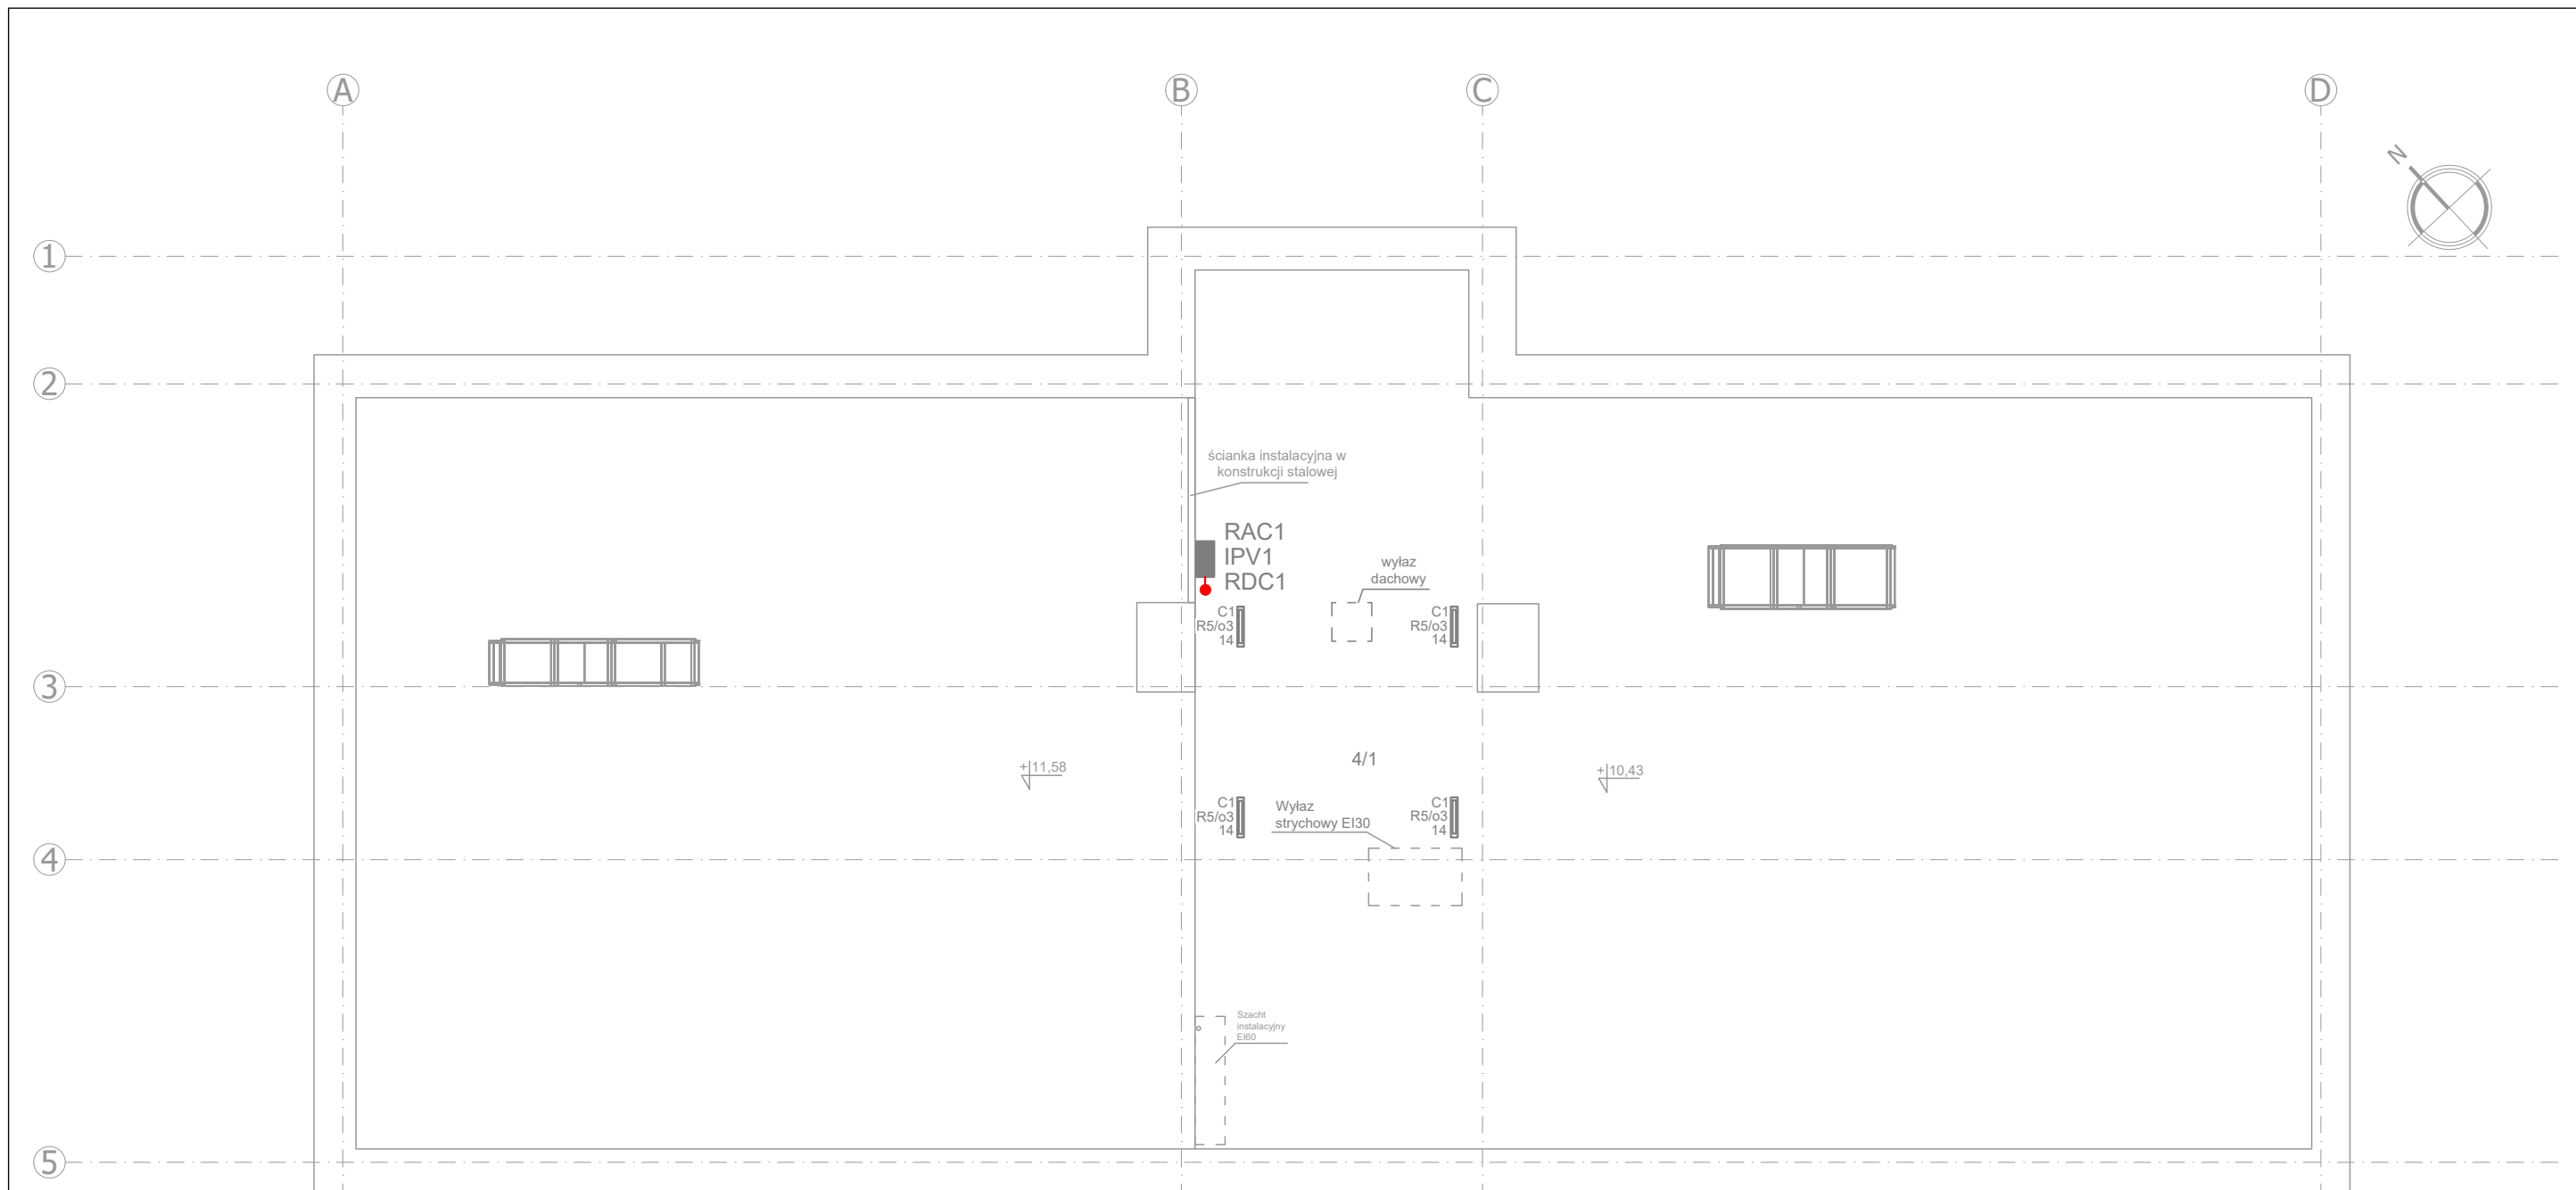 A
B
C
D
N
1
2
ścianka instalacyjna w
konstrukcji stalowej
RAC1
IPV1
RDC1
wyłaz
dachowy
C1
R5/o3
14
C1
R5/o3
14
3
4/1
+11,58
+10,43
C1
R5/o3
14
Wyłaz
strychowy EI30
C1
R5/o3
14
4
Szacht
instalacyjny
EI60
5